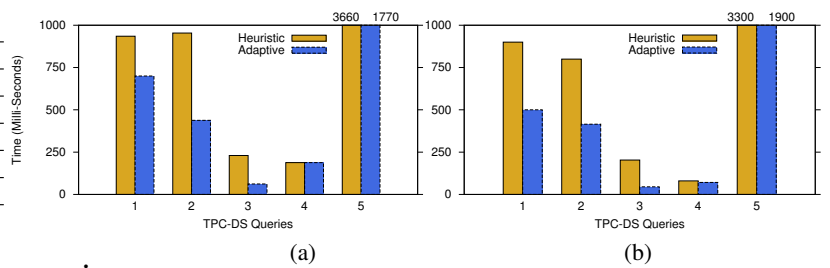 3660 1770
1000
750
500
250
0
Time (Milli-Seconds)
Heuristic
Adaptive
1 2 3 4 5
TPC-DS Queries
(a)
3300 1900
1000
750
500
250
0
Heuristic
Adaptive
1 2 3 4 5
TPC-DS Queries
(b)